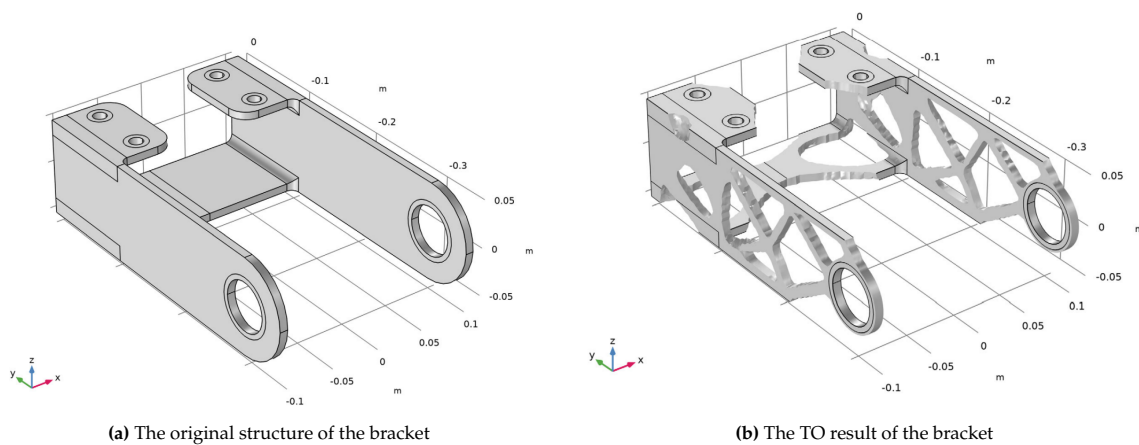 0
-0.1
m
-0.2
-0.3
0.05
0
m
-0.05
0.1
0.05
0
-0.05
m
-0.1
z
y
x
(a) The original structure of the bracket
0
-0.1
m
-0.2
-0.3
0.05
0
m
-0.05
0.1
0.05
0
-0.05
m
-0.1
z
y
x
(b) The TO result of the bracket